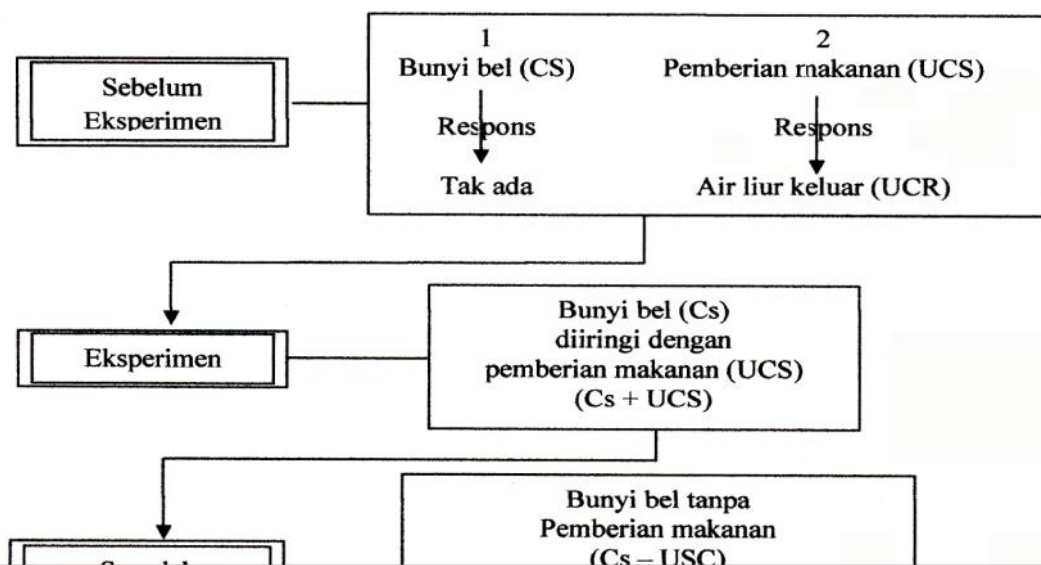 Sebelum
Eksperimen
1
Bunyi bel (CS)
Respons
Tak ada
2
Pemberian makanan (UCS)
Respons
Air liur keluar (UCR)
Eksperimen
Bunyi bel (Cs)
diiringi dengan
pemberian makanan (UCS)
(Cs + UCS)
Bunyi bel tanpa
Pemberian makanan
(Cs – USC)